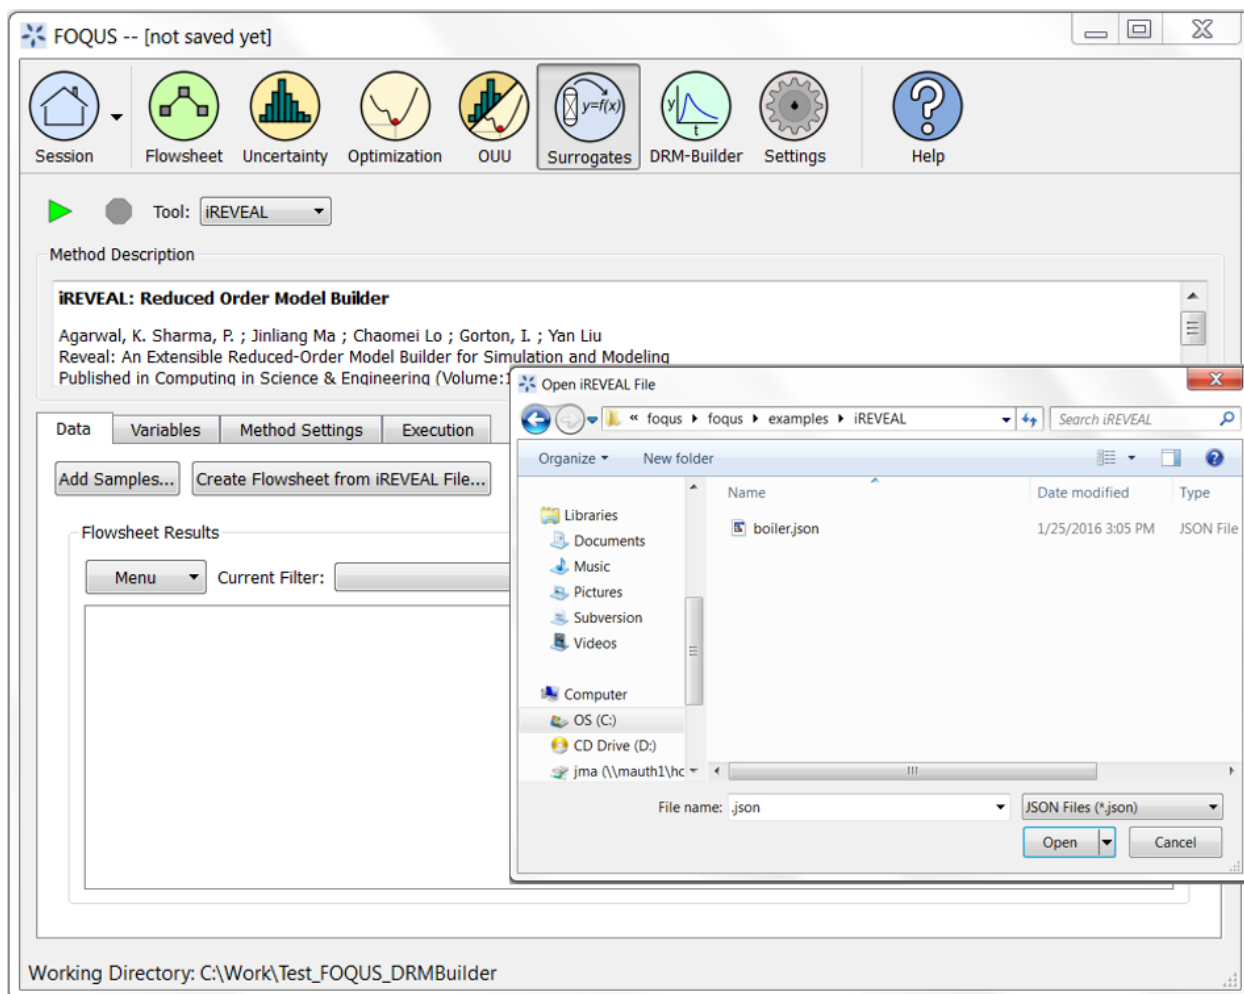 FOQUS -- [not saved yet]
y=f(x)
y
t
Session
Flowsheet
Uncertainty
Optimization
OUU
Surrogates
DRM-Builder
Settings
Help
Tool: iREVEAL
Method Description
iREVEAL: Reduced Order Model Builder
Agarwal, K. Sharma, P. ; Jinliang Ma ; Chaomei Lo ; Gorton, I. ; Yan Liu
Reveal: An Extensible Reduced-Order Model Builder for Simulation and Modeling
Published in Computing in Science & Engineering (Volume:1
Data
Variables
Method Settings
Execution
Add Samples...
Create Flowsheet from iREVEAL File...
Flowsheet Results
Menu
Current Filter:
Open iREVEAL File
« foqus foqus examples iREVEAL
Search iREVEAL
Organize
New folder
Name
Date modified
Type
Libraries
Documents
Music
Pictures
Subversion
Videos
Computer
OS (C:)
CD Drive (D:)
jma (\\mauth1\hc
boiler.json
1/25/2016 3:05 PM
JSON File
File name: .json
JSON Files (*.json)
Open
Cancel
Working Directory: C:\Work\Test_FOQUS_DRMBuilder